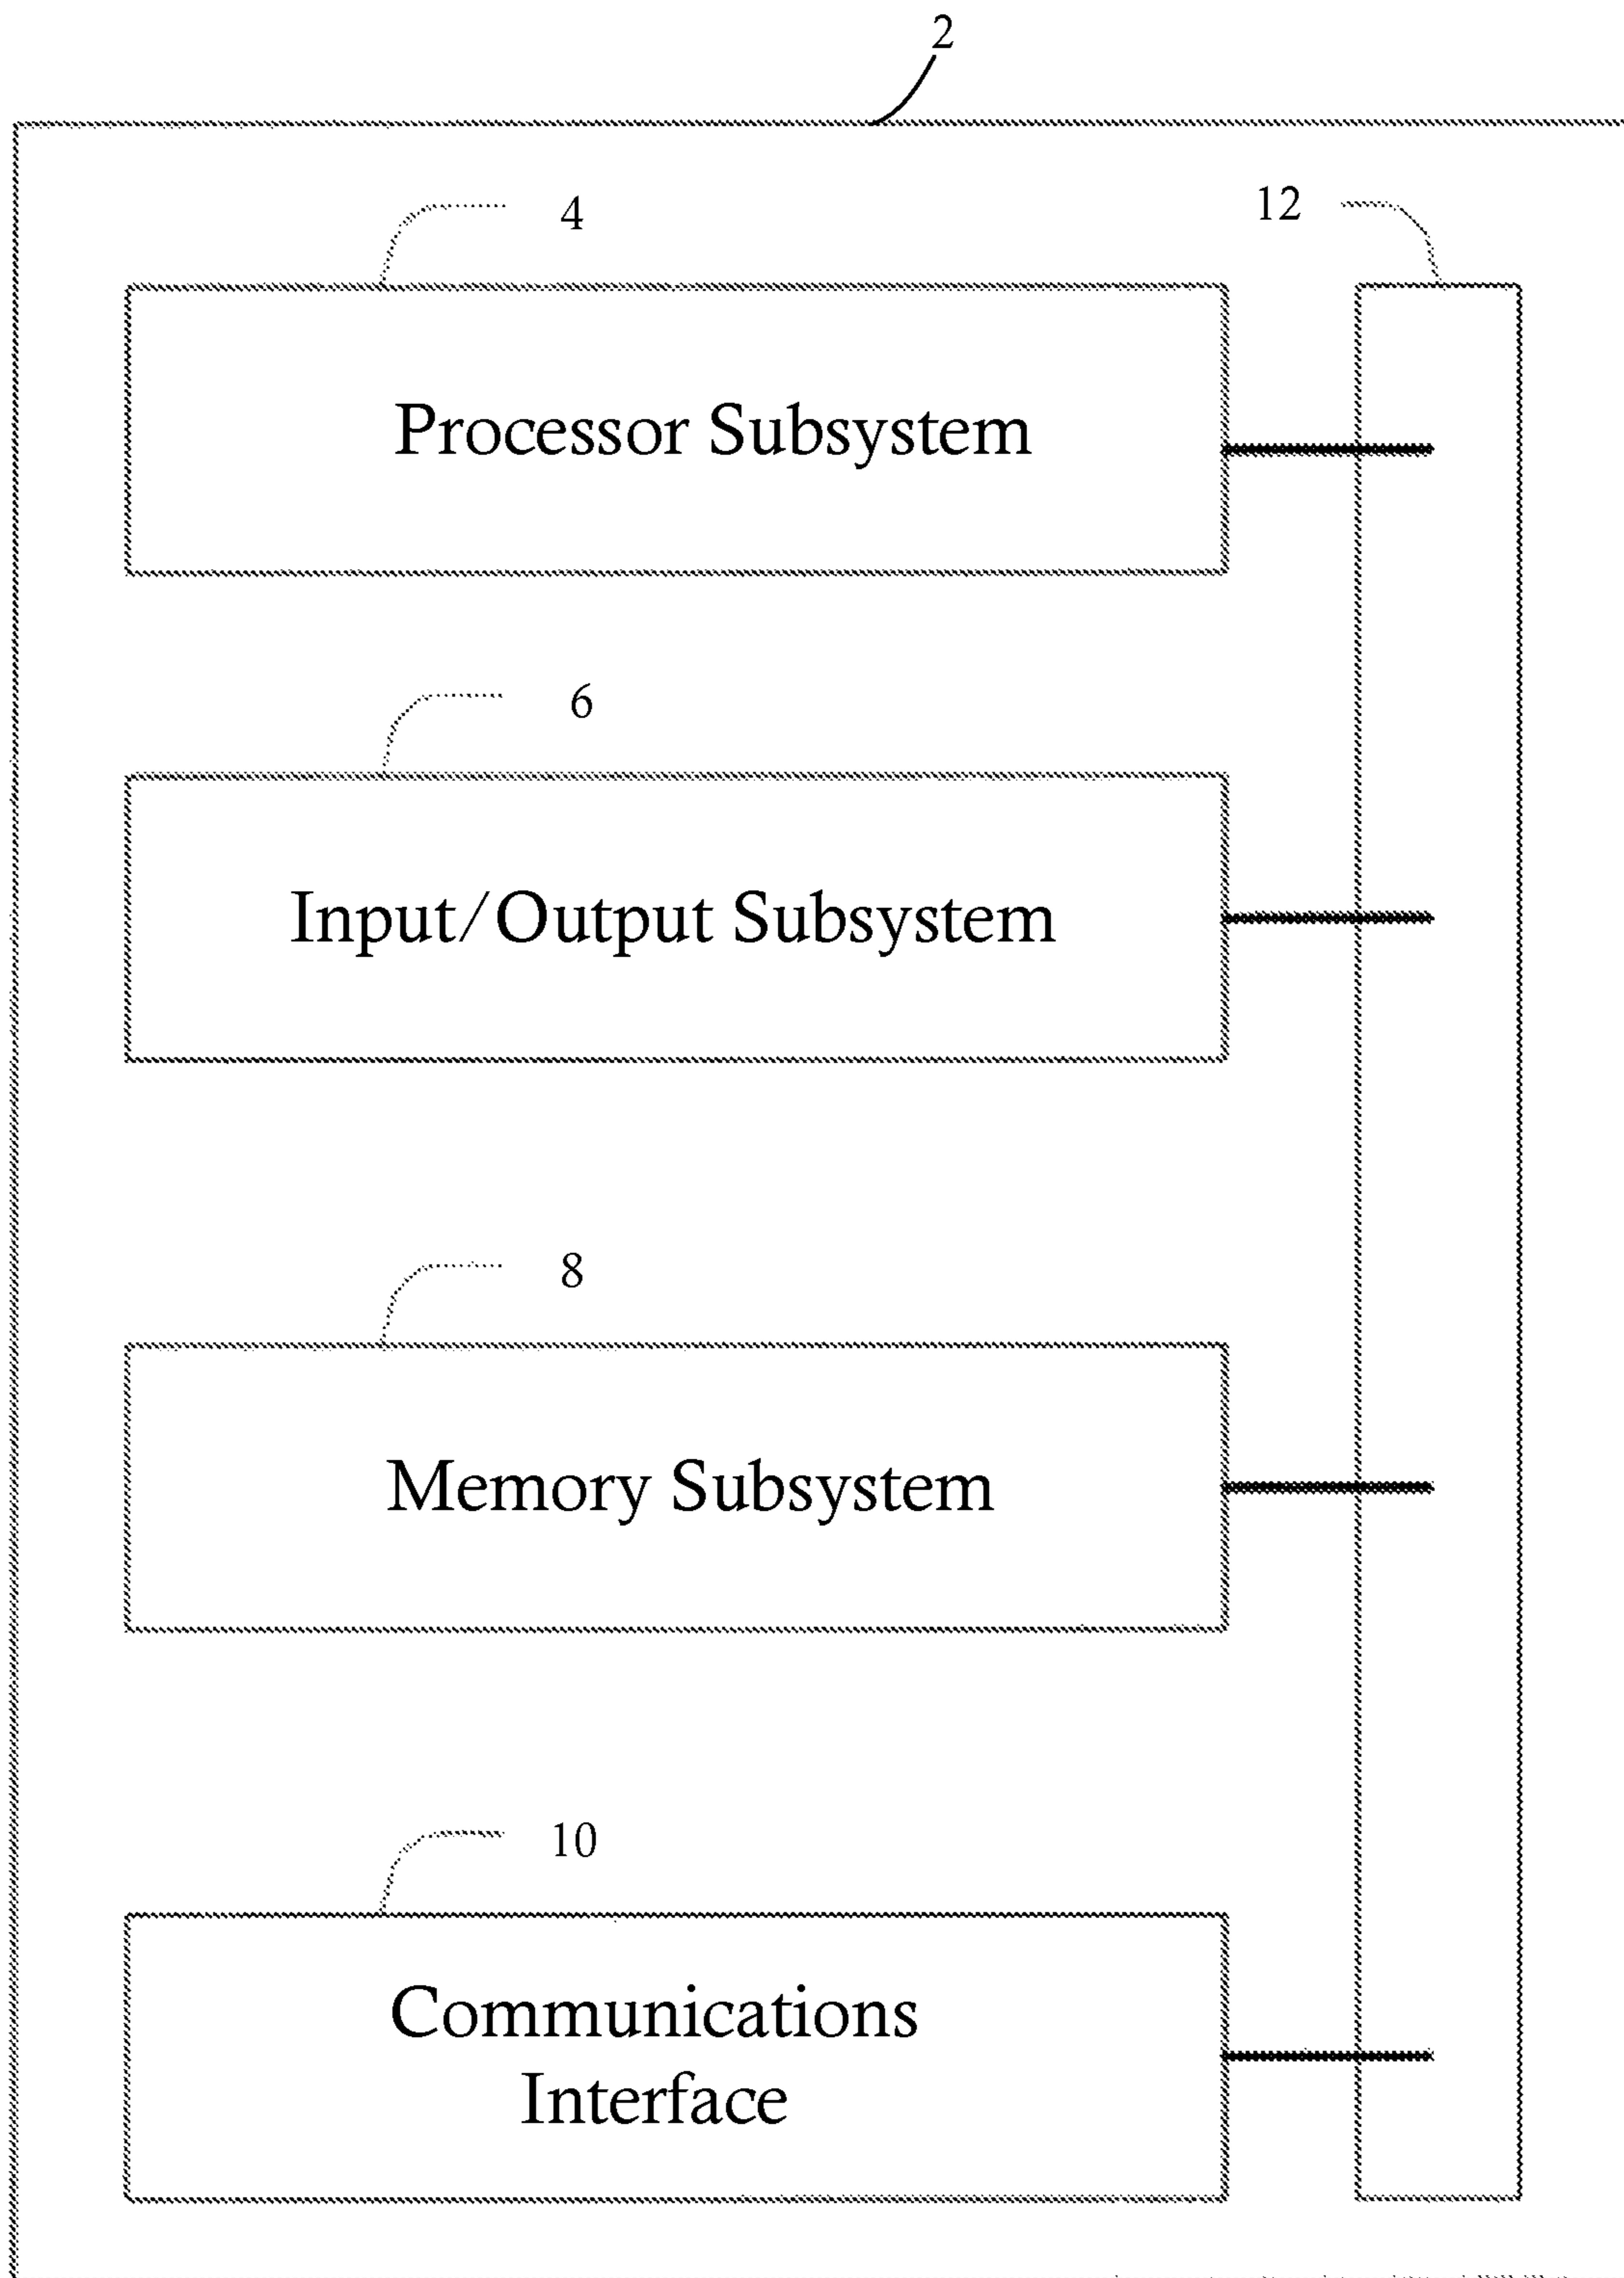 2
4
12
Processor Subsystem
6
Input/Output Subsystem
8
Memory Subsystem
10
Communications
Interface